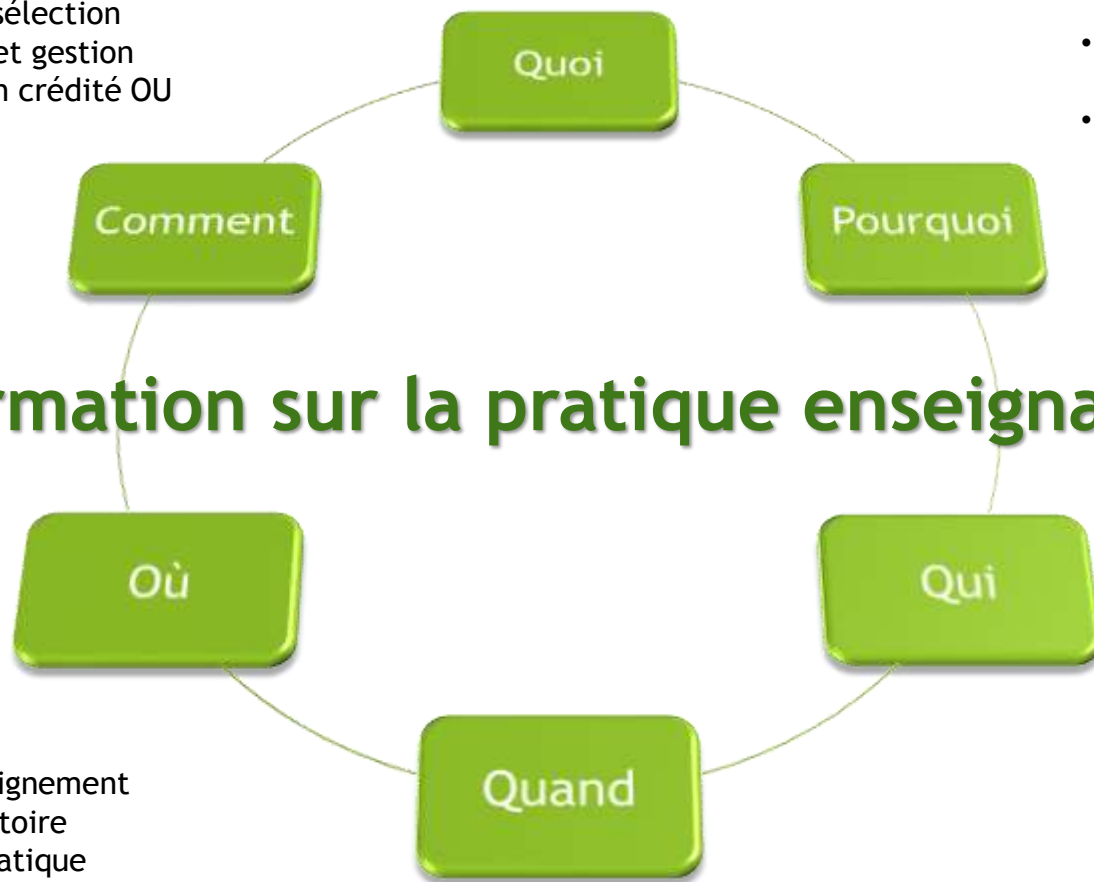 sélection
et gestion
n crédité OU
Quoi
•
•
Comment
Pourquoi
rmation sur la pratique enseigna
Où
Qui
Quand
ignement
toire
atique